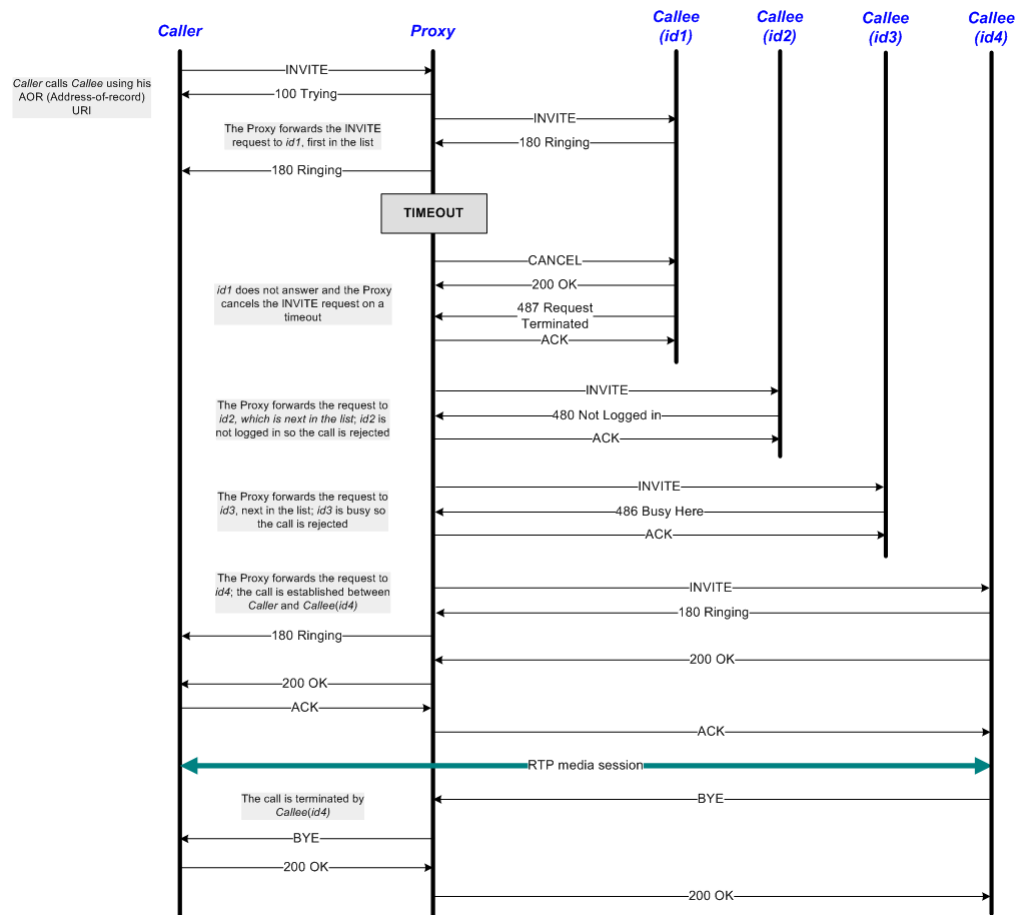 Caller
Proxy
Callee
(id1)
Callee
(id2)
Callee
(id3)
Callee
(id4)
INVITE
Caller calls Callee using his
AOR (Address-of-record)
URI
100 Trying
INVITE
The Proxy forwards the INVITE
request to id1, first in the list
180 Ringing
180 Ringing
TIMEOUT
CANCEL
200 OK
id1 does not answer and the Proxy
cancels the INVITE request on a
timeout
487 Request
Terminated
ACK
INVITE
The Proxy forwards the request to
id2, which is next in the list; id2 is
not logged in so the call is rejected
480 Not Logged in
ACK
INVITE
The Proxy forwards the request to
id3, next in the list; id3 is busy so
the call is rejected
486 Busy Here
ACK
The Proxy forwards the request to
id4; the call is established between
Caller and Callee(id4)
INVITE
180 Ringing
180 Ringing
200 OK
200 OK
ACK
ACK
RTP media session
The call is terminated by
Callee(id4)
BYE
BYE
200 OK
200 OK